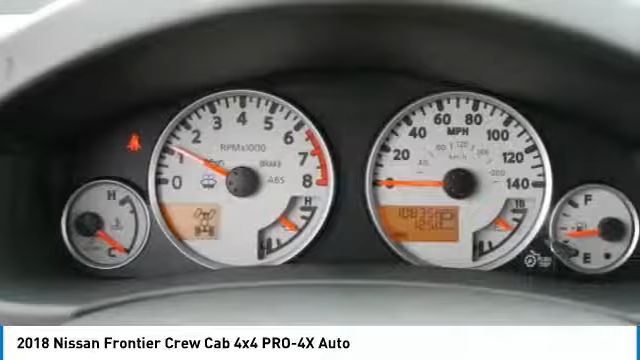 1 2 3 4 5 6 7
0 8
RPMx1000
BRAKE
ABS
H
C
H
20 40 60 80 100 120 140
MPH
km/h
F
E
2018 Nissan Frontier Crew Cab 4x4 PRO-4X Auto